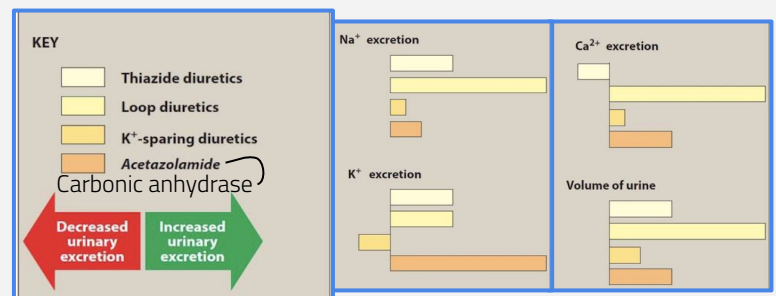 KEY
Thiazide diuretics
Loop diuretics
K⁺-sparing diuretics
Acetazolamide
Carbonic anhydrase
Decreased
urinary
excretion
Increased
urinary
excretion
Na⁺ excretion
K⁺ excretion
Ca²⁺ excretion
Volume of urine